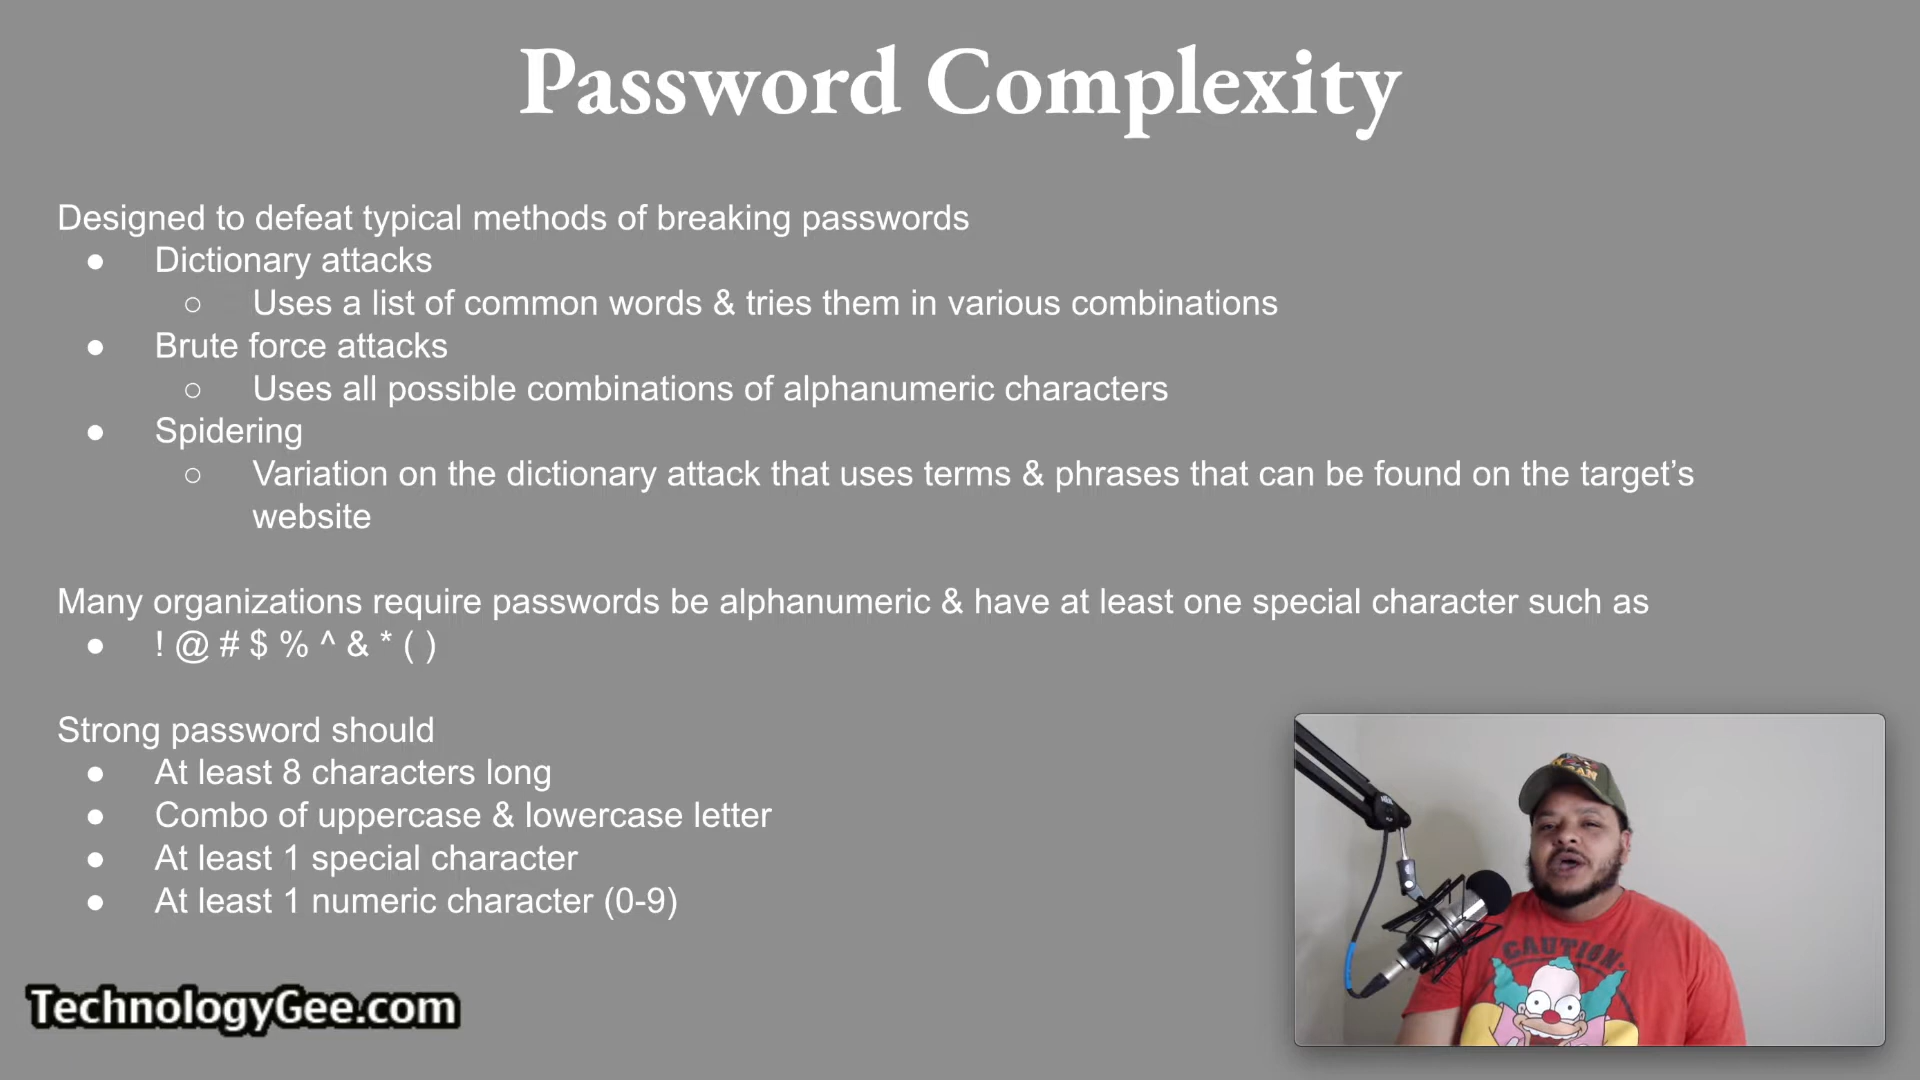 Password Complexity
Designed to defeat typical methods of breaking passwords
● Dictionary attacks
○ Uses a list of common words & tries them in various combinations
● Brute force attacks
○ Uses all possible combinations of alphanumeric characters
● Spidering
○ Variation on the dictionary attack that uses terms & phrases that can be found on the target’s
website
Many organizations require passwords be alphanumeric & have at least one special character such as
● ! @ # $ % ^ & * ( )
Strong password should
● At least 8 characters long
● Combo of uppercase & lowercase letter
● At least 1 special character
● At least 1 numeric character (0-9)
CAUTION
TechnologyGee.com